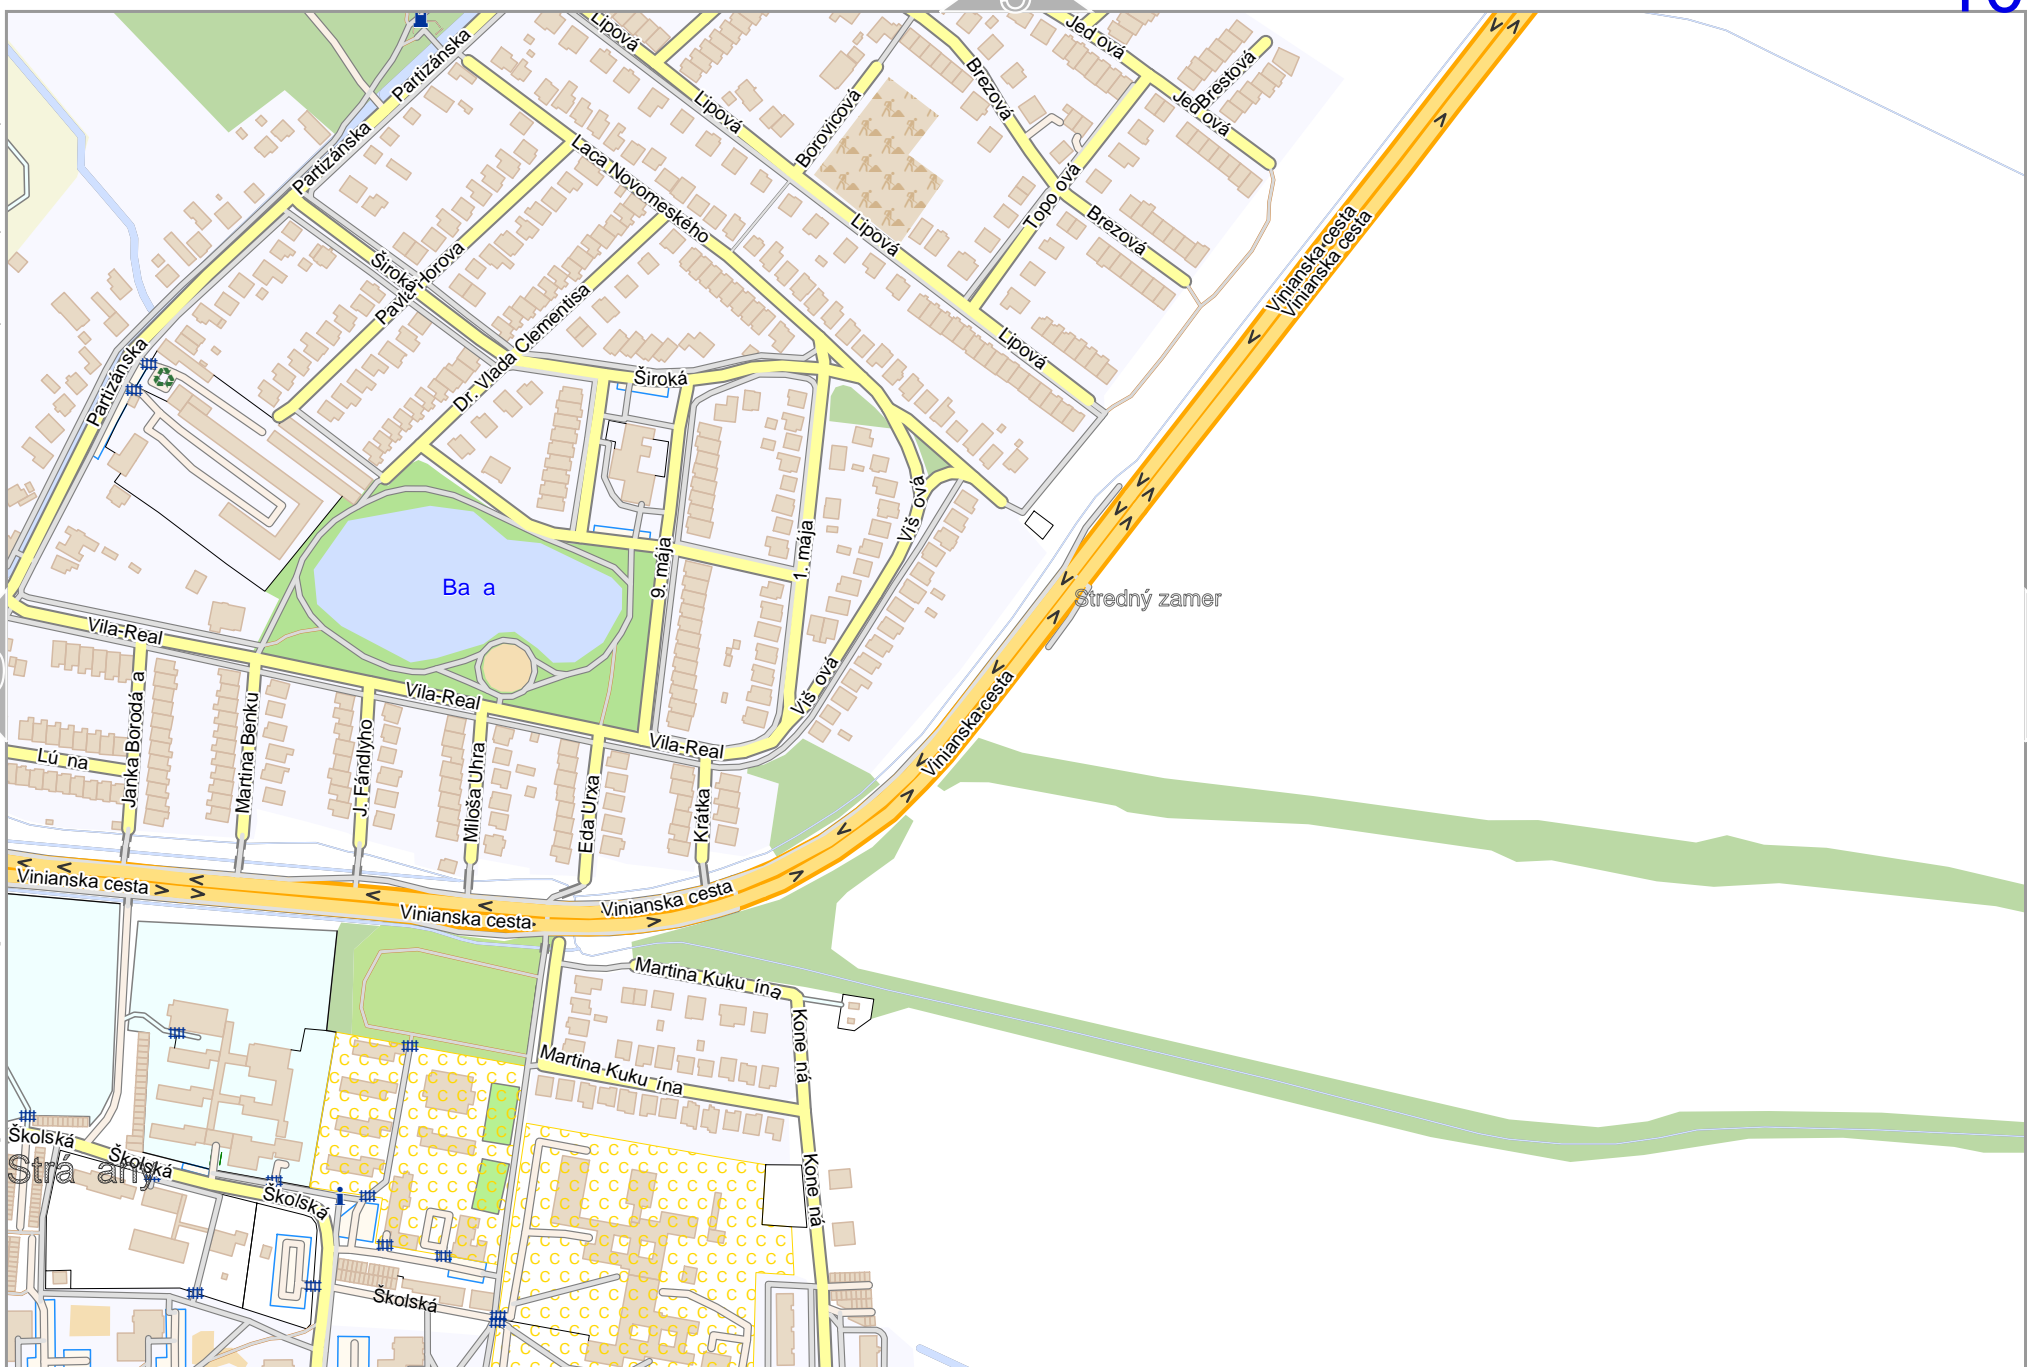 Lipová
Jed ová
Partizánska
Brezová
Brestová
Jed ová
Lipová
Borovicová
Partizánska
Laca Novomeského
Partizánska
Topo ová
Brezová
Lipová
Vinianska cesta
Vinianska cesta
Široká
Pavla Horova
Dr. Vlada Clementisa
Lipová
Partizánska
Široká
Viš ová
1. mája
9. mája
Ba a
Stredný zamer
Vila-Real
Viš ová
Vila-Real
Vinianska cesta
Vila-Real
Janka Borodá a
Martina Benku
J. Fándlyho
Miloša Uhra
Eda Urxa
Krátka
Lú na
Vinianska cesta
Vinianska cesta
Vinianska cesta
Martina Kuku ína
Kone ná
Martina Kuku ína
Školská
Školská
Strá any
Školská
Kone ná
Školská